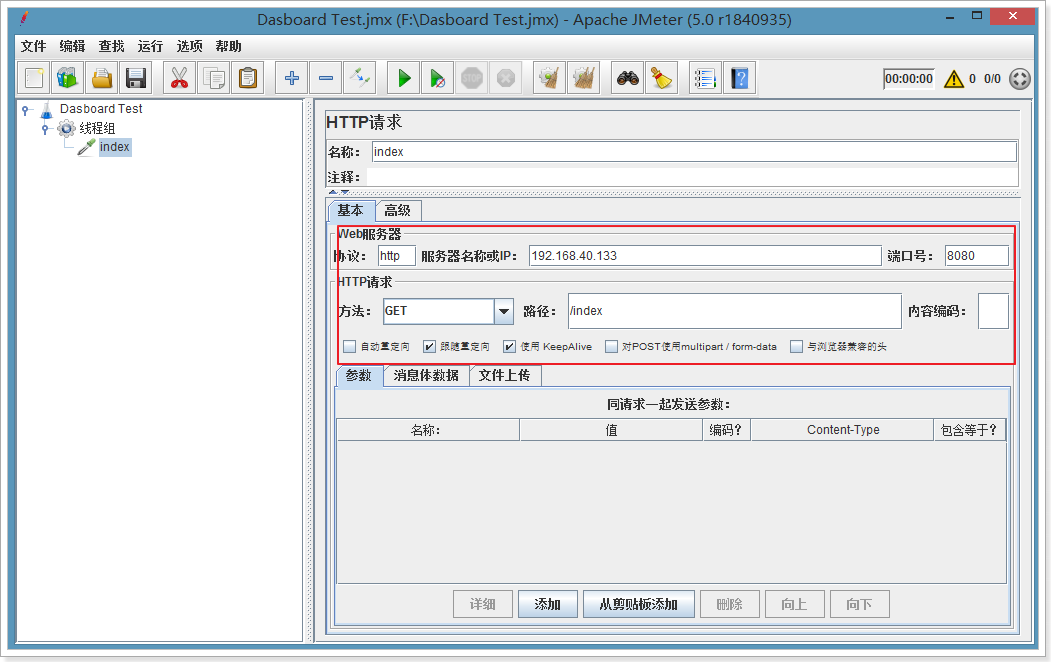 Dasboard Test.jmx (F:\Dasboard Test.jmx) - Apache JMeter (5.0 r1840935)
文件 编辑 查找 运行 选项 帮助
STOP
00:00:00 0 0/0
Dasboard Test
线程组
index
HTTP请求
名称: index
注释:
基本 高级
Web服务器
协议: http 服务器名称或IP: 192.168.40.133 端口号: 8080
HTTP请求
方法: GET 路径: /index 内容编码:
自动重定向 跟随重定向 使用 KeepAlive 对POST使用multipart / form-data 与浏览器兼容的头
参数 消息体数据 文件上传
同请求一起发送参数:
名称: 值 编码? Content-Type 包含等于?
详细 添加 从剪贴板添加 删除 向上 向下